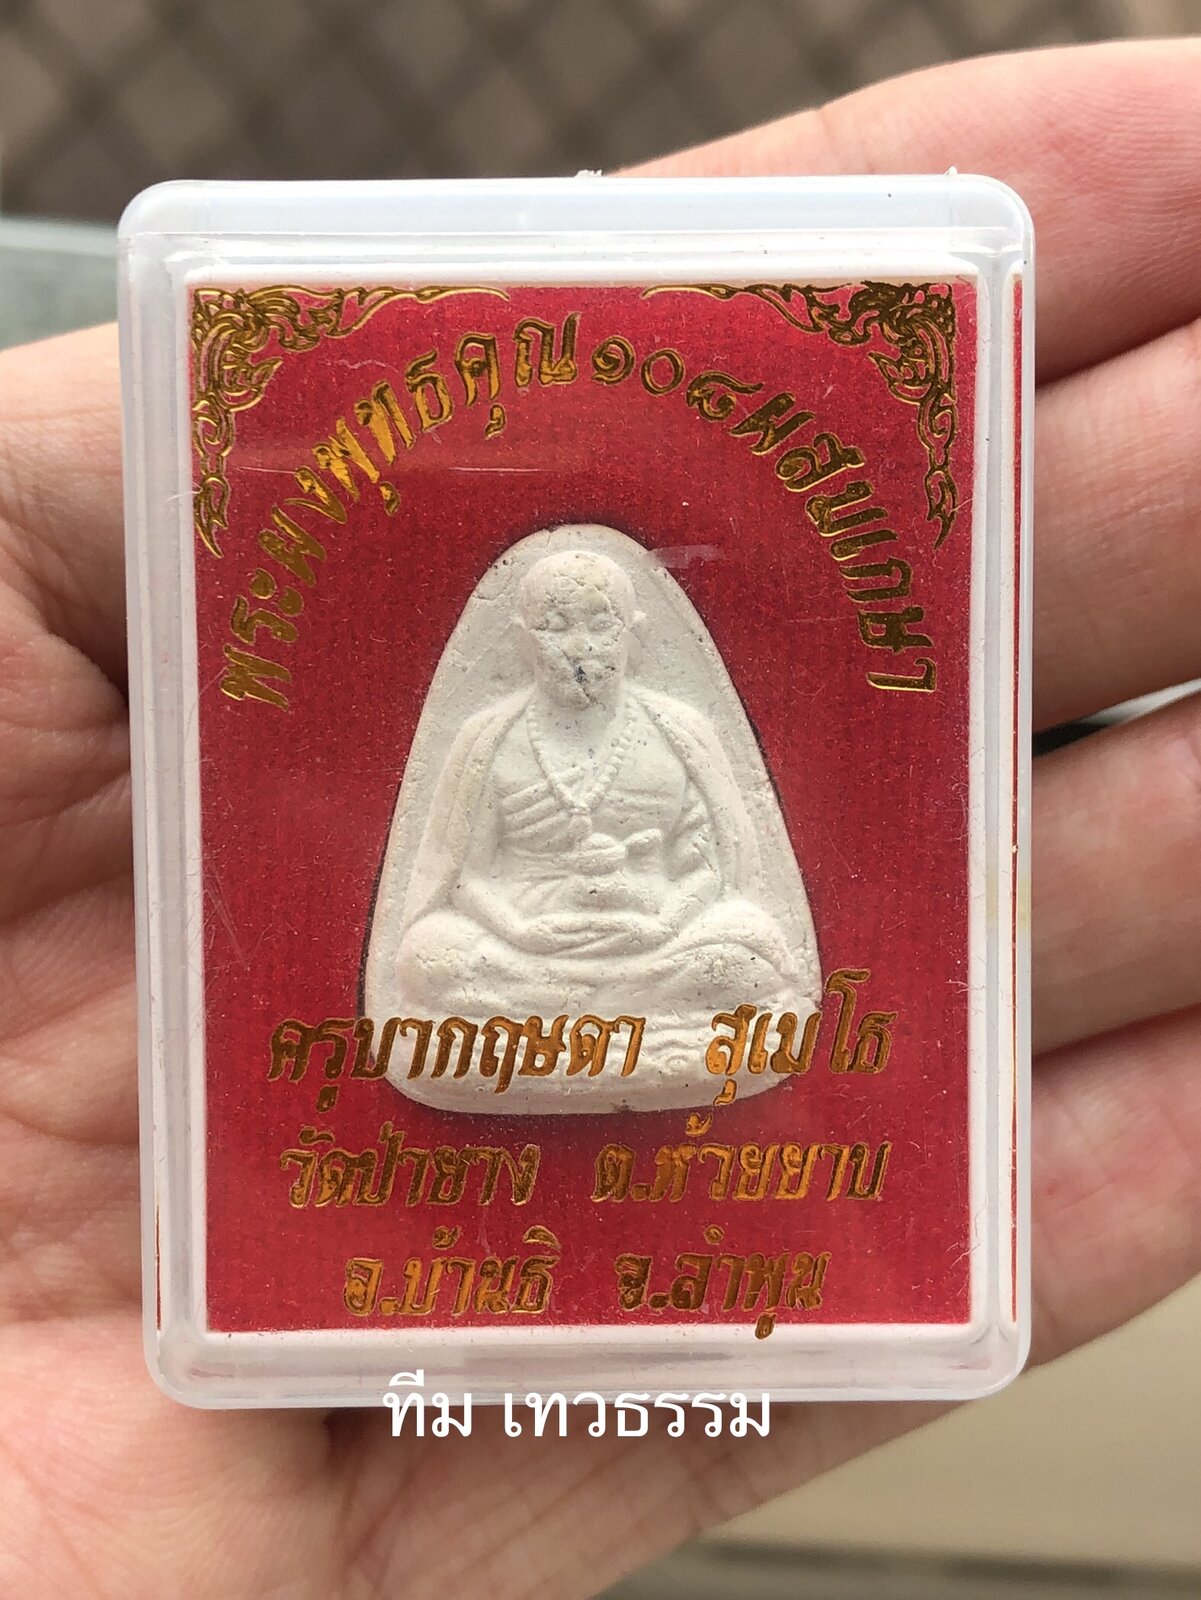 พระผงพุทธคุณ๑๐๘ผสมเกษา
ครูบากฤษดา สุเมโธ
วัดป่ายาง ต.ห้วยยาบ
อ.บ้านธิ จ.ลำพูน
ทีม เทวธรรม